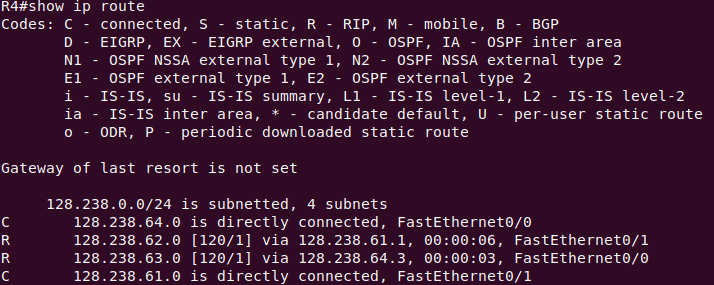 R4#show ip route
Codes: C - connected, S - static, R - RIP, M - mobile, B - BGP
D - EIGRP, EX - EIGRP external, O - OSPF, IA - OSPF inter area
N1 - OSPF NSSA external type 1, N2 - OSPF NSSA external type 2
E1 - OSPF external type 1, E2 - OSPF external type 2
i - IS-IS, su - IS-IS summary, L1 - IS-IS level-1, L2 - IS-IS level-2
ia - IS-IS inter area, * - candidate default, U - per-user static route
o - ODR, P - periodic downloaded static route
Gateway of last resort is not set
128.238.0.0/24 is subnetted, 4 subnets
C 128.238.64.0 is directly connected, FastEthernet0/0
R 128.238.62.0 [120/1] via 128.238.61.1, 00:00:06, FastEthernet0/1
R 128.238.63.0 [120/1] via 128.238.64.3, 00:00:03, FastEthernet0/0
C 128.238.61.0 is directly connected, FastEthernet0/1